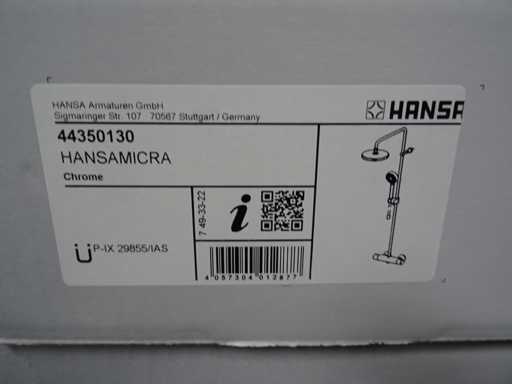 HANSA Armaturen GmbH
Sigmaringer Str. 107 70567 Stuttgart / Germany
HANSA
44350130
HANSAMICRA
Chrome
7 49-33-22
i
Ü P-IX 29855/IAS
4 057304 012877